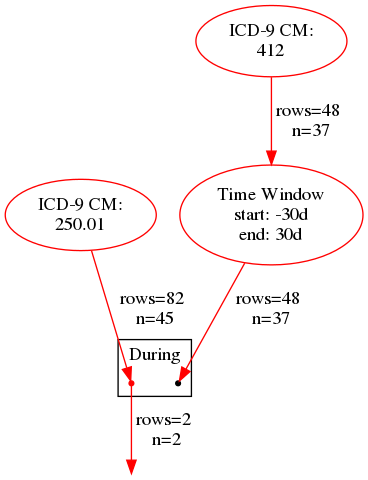 ICD-9 CM:
412
rows=48
n=37
ICD-9 CM:
250.01
Time Window
start: -30d
end: 30d
rows=82
n=45
rows=48
n=37
During
rows=2
n=2